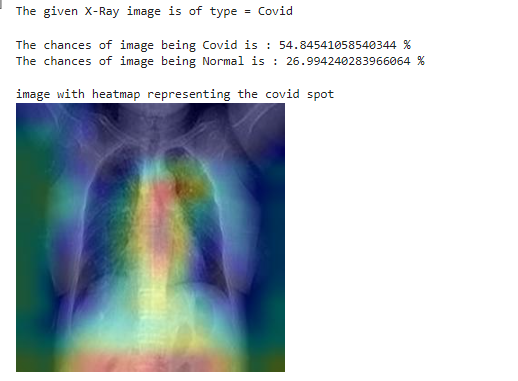 The given X-Ray image is of type = Covid
The chances of image being Covid is : 54.84541058540344 %
The chances of image being Normal is : 26.994240283966064 %
image with heatmap representing the covid spot